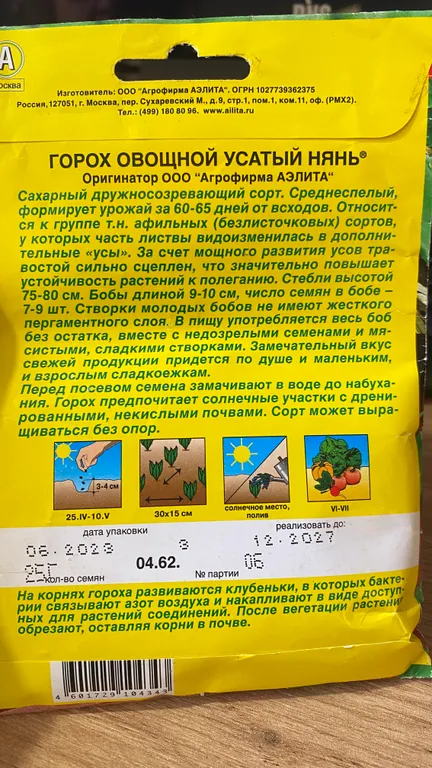 А
осква
Изготовитель: ООО "Агрофирма АЭЛИТА". ОГРН 1027739362375
Россия,127051, г. Москва, пер. Сухаревский М., д.9, стр.1, пом.1, ком.11, оф. (РМХ2).
Тел.: (499) 180 80 96. www.ailita.ru
ГОРОХ ОВОЩНОЙ УСАТЫЙ НЯНЬ®
Оригинатор ООО "Агрофирма АЭЛИТА"
Сахарный дружносозревающий сорт. Среднеспелый,
формирует урожай за 60-65 дней от всходов. Относит-
ся к группе т.н. афильных (безлисточковых) сортов,
у которых часть листвы видоизменилась в дополни-
тельные «усы». За счет мощного развития усов тра-
востой сильно сцеплен, что значительно повышает
устойчивость растений к полеганию. Стебли высотой
75-80 см. Бобы длиной 9-10 см, число семян в бобе –
7-9 шт. Створки молодых бобов не имеют жесткого
пергаментного слоя. В пищу употребляется весь боб
без остатка, вместе с недозрелыми семенами и мя-
систыми, сладкими створками. Замечательный вкус
свежей продукции придется по душе и маленьким,
и взрослым сладкоежкам.
Перед посевом семена замачивают в воде до набуха-
ния. Горох предпочитает солнечные участки с дрени-
рованными, некислыми почвами. Сорт может выра-
щиваться без опор.
3-4 см
25.IV-10.V
30х15 см
солнечное место,
полив
VI-VII
дата упаковки
реализовать до:
06.2023
3
12.2027
25Г
04.62.
06
кол-во семян
№ партии
На корнях гороха развиваются клубеньки, в которых бакте-
рии связывают азот воздуха и накапливают в виде доступ-
ных для растений соединений. После вегетации растени
обрезают, оставляя корни в почве.
4 601729 104343